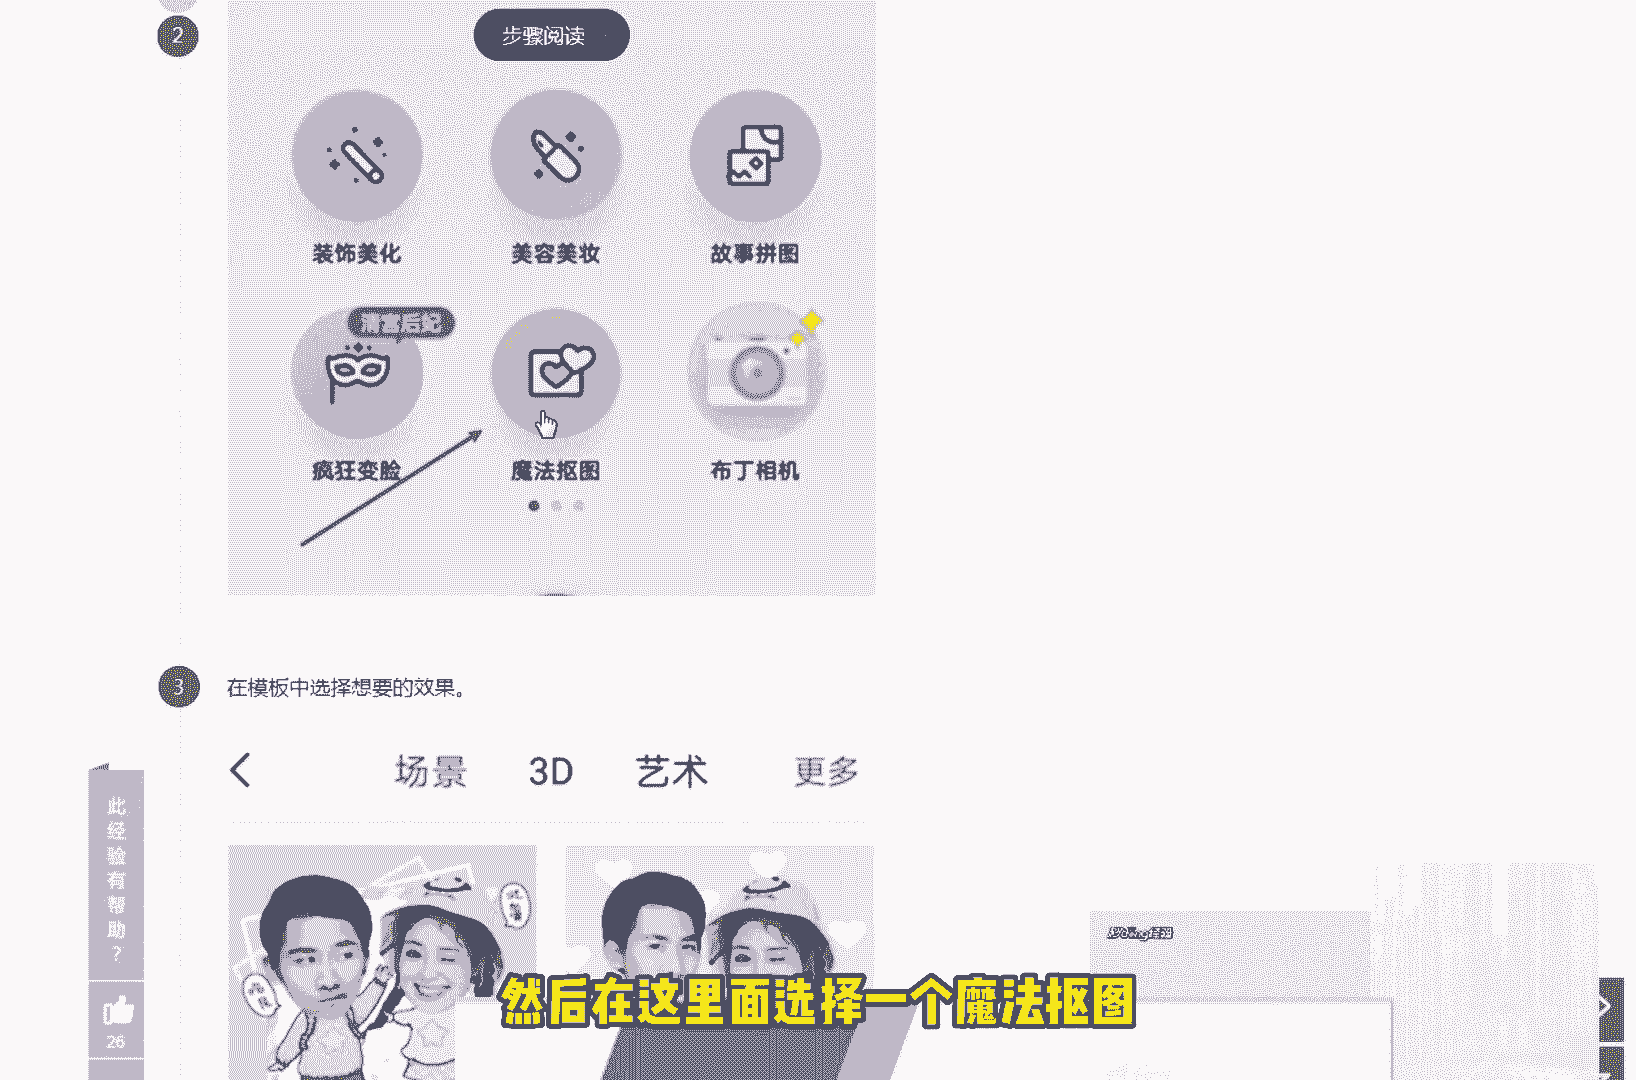 2
步骤阅读
装饰美化
美容美妆
故事拼图
清宫后纪
疯狂变脸
魔法抠图
布丁相机
3
在模板中选择想要的效果。
场景
3D
艺术
更多
此经验有帮助?
26
然后在这里面选择一个魔法抠图